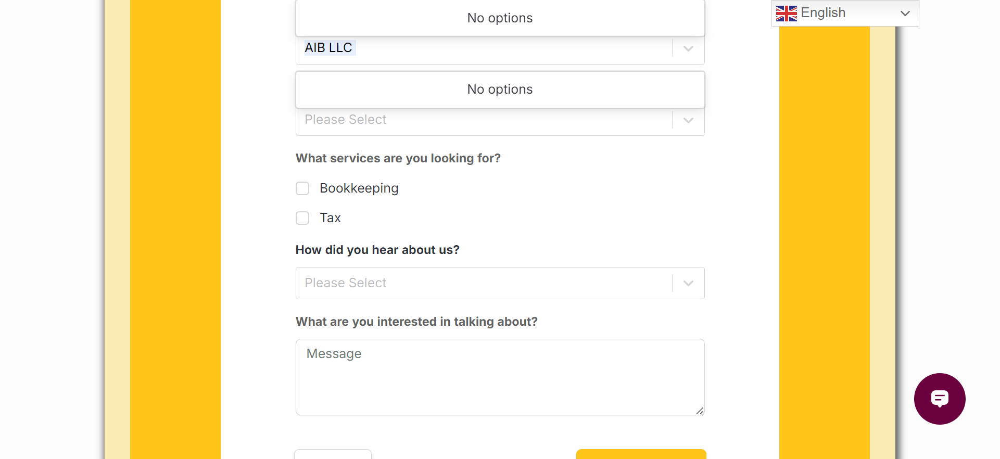 No options
English
AIB LLC
No options
Please Select
What services are you looking for?
Bookkeeping
Tax
How did you hear about us?
Please Select
What are you interested in talking about?
Message